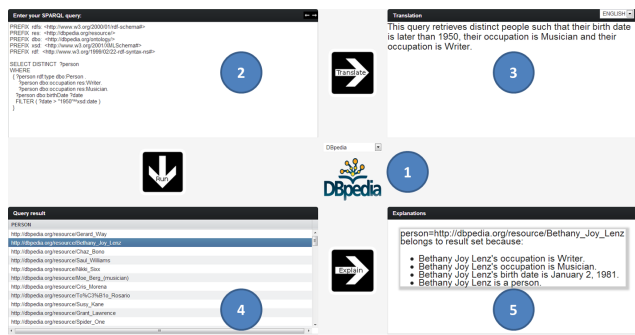 Enter your SPARQL query:
PREFIX rdfs: <http://www.w3.org/2000/01/rdf-schema#>
PREFIX res: <http://dbpedia.org/resource/>
PREFIX dbo: <http://dbpedia.org/ontology/>
PREFIX xsd: <http://www.w3.org/2001/XMLSchema#>
PREFIX rdf: <http://www.w3.org/1999/02/22-rdf-syntax-ns#>
SELECT DISTINCT ?person
WHERE
{ ?person rdf:type dbo:Person.
?person dbo:occupation res:Writer.
?person dbo:occupation res:Musician.
?person dbo:birthDate ?date
FILTER ( ?date > "1950"^^xsd:date )
}
2
Translate
Translation
ENGLISH
This query retrieves distinct people such that their birth date
is later than 1950, their occupation is Musician and their
occupation is Writer.
3
Run
DBpedia
DBpedia
1
Query result
PERSON
http://dbpedia.org/resource/Gerard_Way
http://dbpedia.org/resource/Bethany_Joy_Lenz
http://dbpedia.org/resource/Chaz_Bono
http://dbpedia.org/resource/Saul_Williams
http://dbpedia.org/resource/Nikki_Sixx
http://dbpedia.org/resource/Moe_Berg_(musician)
http://dbpedia.org/resource/Cris_Morena
http://dbpedia.org/resource/To%C3%B1o_Rosario
http://dbpedia.org/resource/Susy_Kane
http://dbpedia.org/resource/Grant_Lawrence
http://dbpedia.org/resource/Spider_One
4
Explain
Explanations
person=http://dbpedia.org/resource/Bethany_Joy_Lenz
belongs to result set because:
• Bethany Joy Lenz's occupation is Writer.
• Bethany Joy Lenz's occupation is Musician.
• Bethany Joy Lenz's birth date is January 2, 1981.
• Bethany Joy Lenz is a person.
5